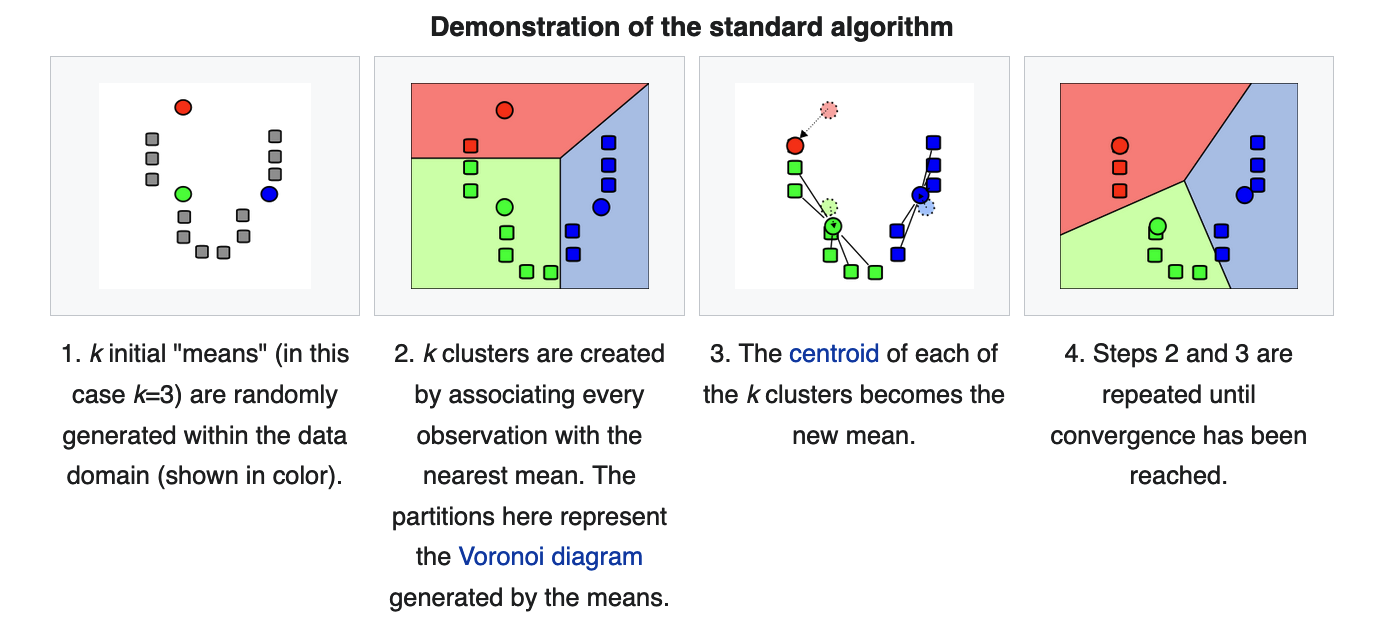 Demonstration of the standard algorithm
1. k initial "means" (in this
case k=3) are randomly
generated within the data
domain (shown in color).
2. k clusters are created
by associating every
observation with the
nearest mean. The
partitions here represent
the Voronoi diagram
generated by the means.
3. The centroid of each of
the k clusters becomes the
new mean.
4. Steps 2 and 3 are
repeated until
convergence has been
reached.